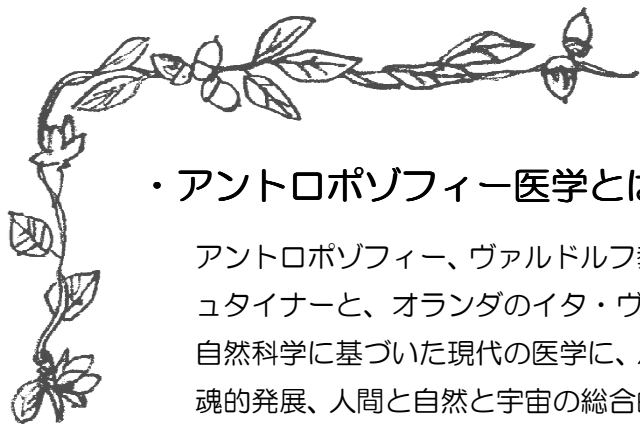 ・アントロポゾフィー医学とは
アントロポゾフィー、ヴァルドルフ
ュタイナーと、オランダのイタ・ヴ
自然科学に基づいた現代の医学に、
魂的発展、人間と自然と宇宙の総合